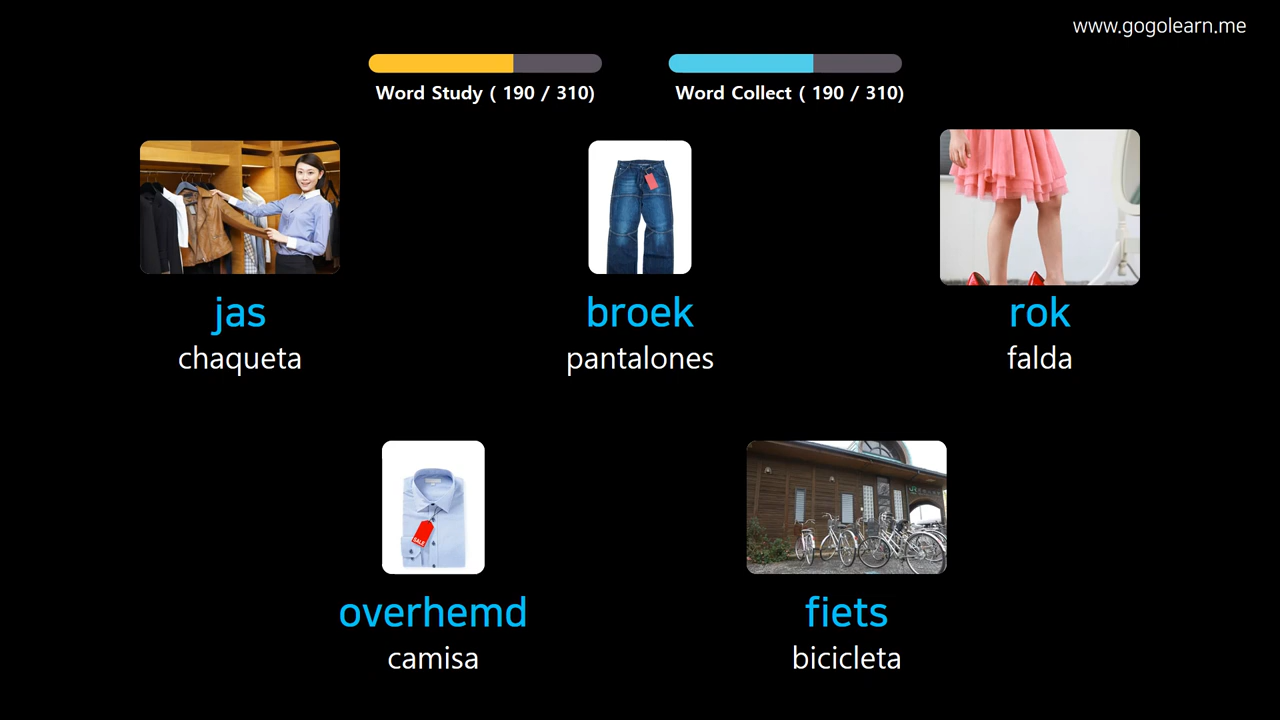 www.gogolearn.me
Word Study ( 190 / 310)
Word Collect ( 190 / 310)
jas
chaqueta
broek
pantalones
rok
falda
SALE
overhemd
camisa
fiets
bicicleta